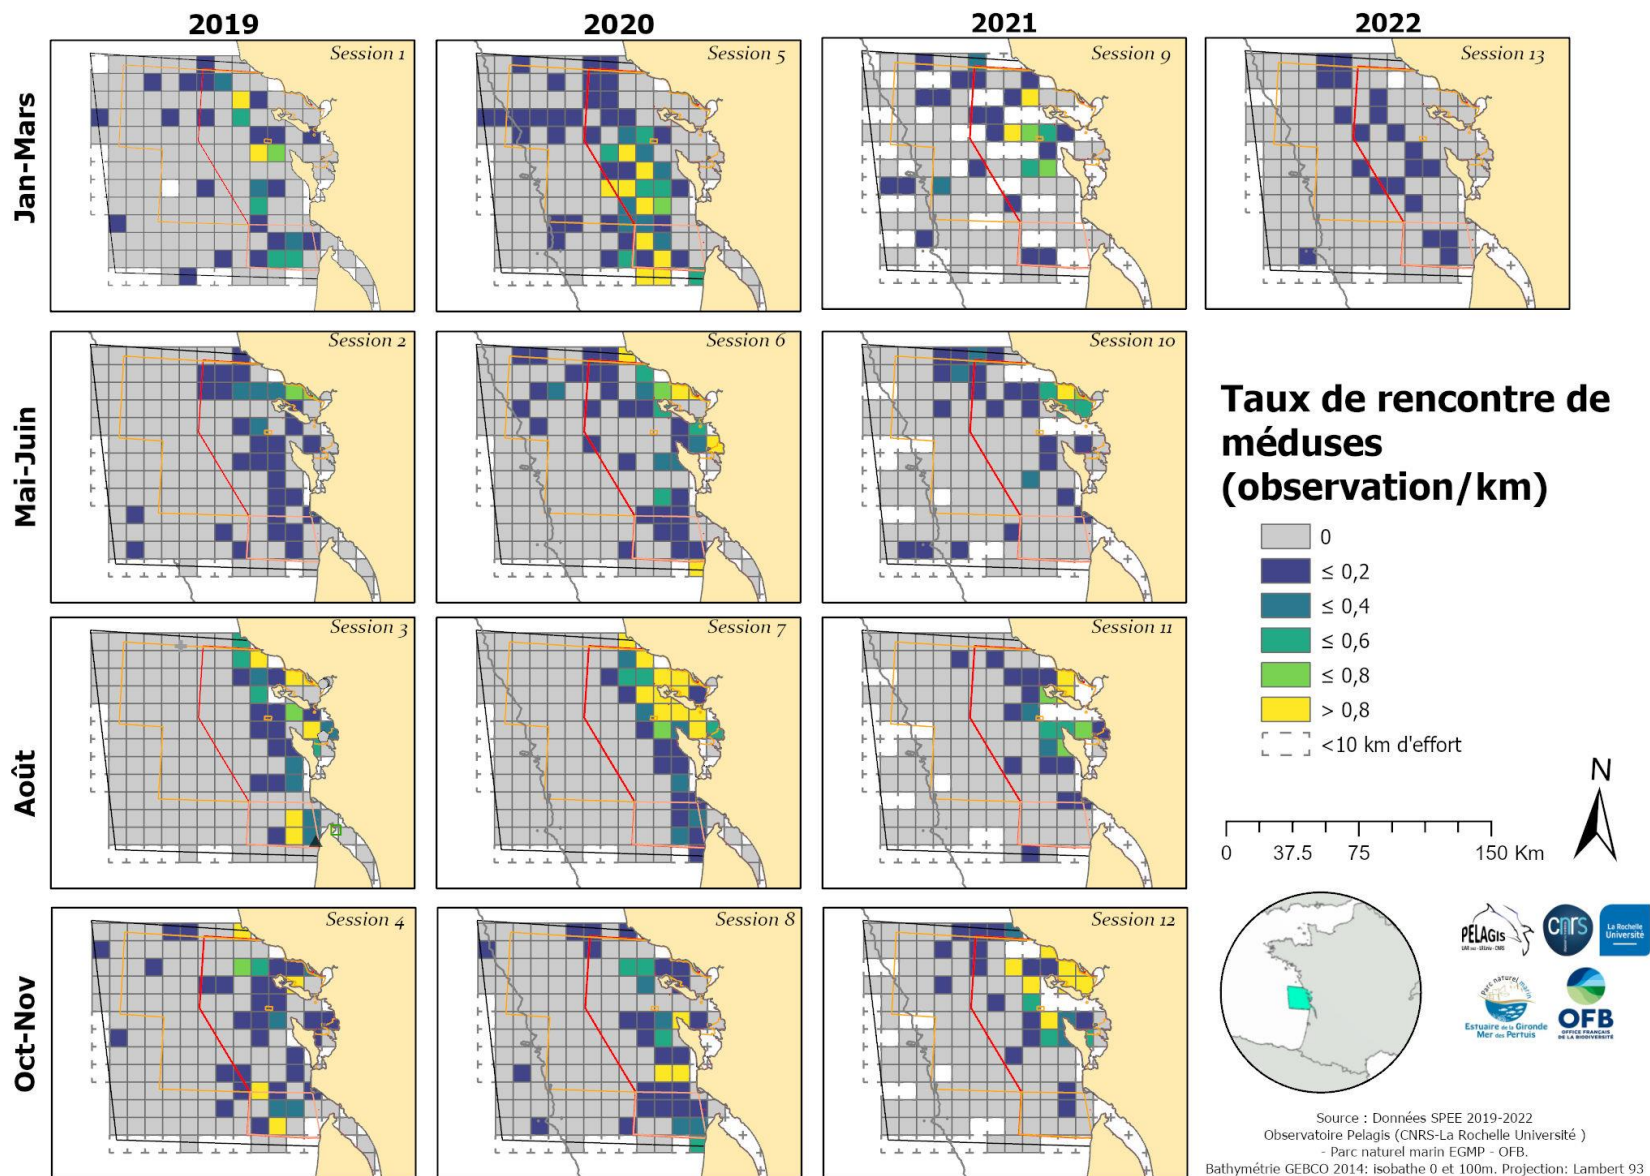 2019
2020
2021
2022
Jan-Mars
Session 1
Session 5
Session 9
Session 13
Mai-Juin
Session 2
Session 6
Session 10
Août
Session 3
Session 7
Session 11
Oct-Nov
Session 4
Session 8
Session 12
Taux de rencontre de
méduses
(observation/km)
0
≤ 0,2
≤ 0,4
≤ 0,6
≤ 0,8
> 0,8
<10 km d'effort
N
0 37.5 75 150 Km
PELAGIS
cnrs
La Rochelle
Université
Parc naturel marin
Estuaire de la Gironde
Mer des Pertuis
OFB
OFFICE FRANÇAIS
DE LA BIODIVERSITÉ
Source : Données SPEE 2019-2022
Observatoire Pelagis (CNRS-La Rochelle Université )
- Parc naturel marin EGMP - OFB.
Bathymétrie GEBCO 2014: isobathe 0 et 100m. Projection: Lambert 93